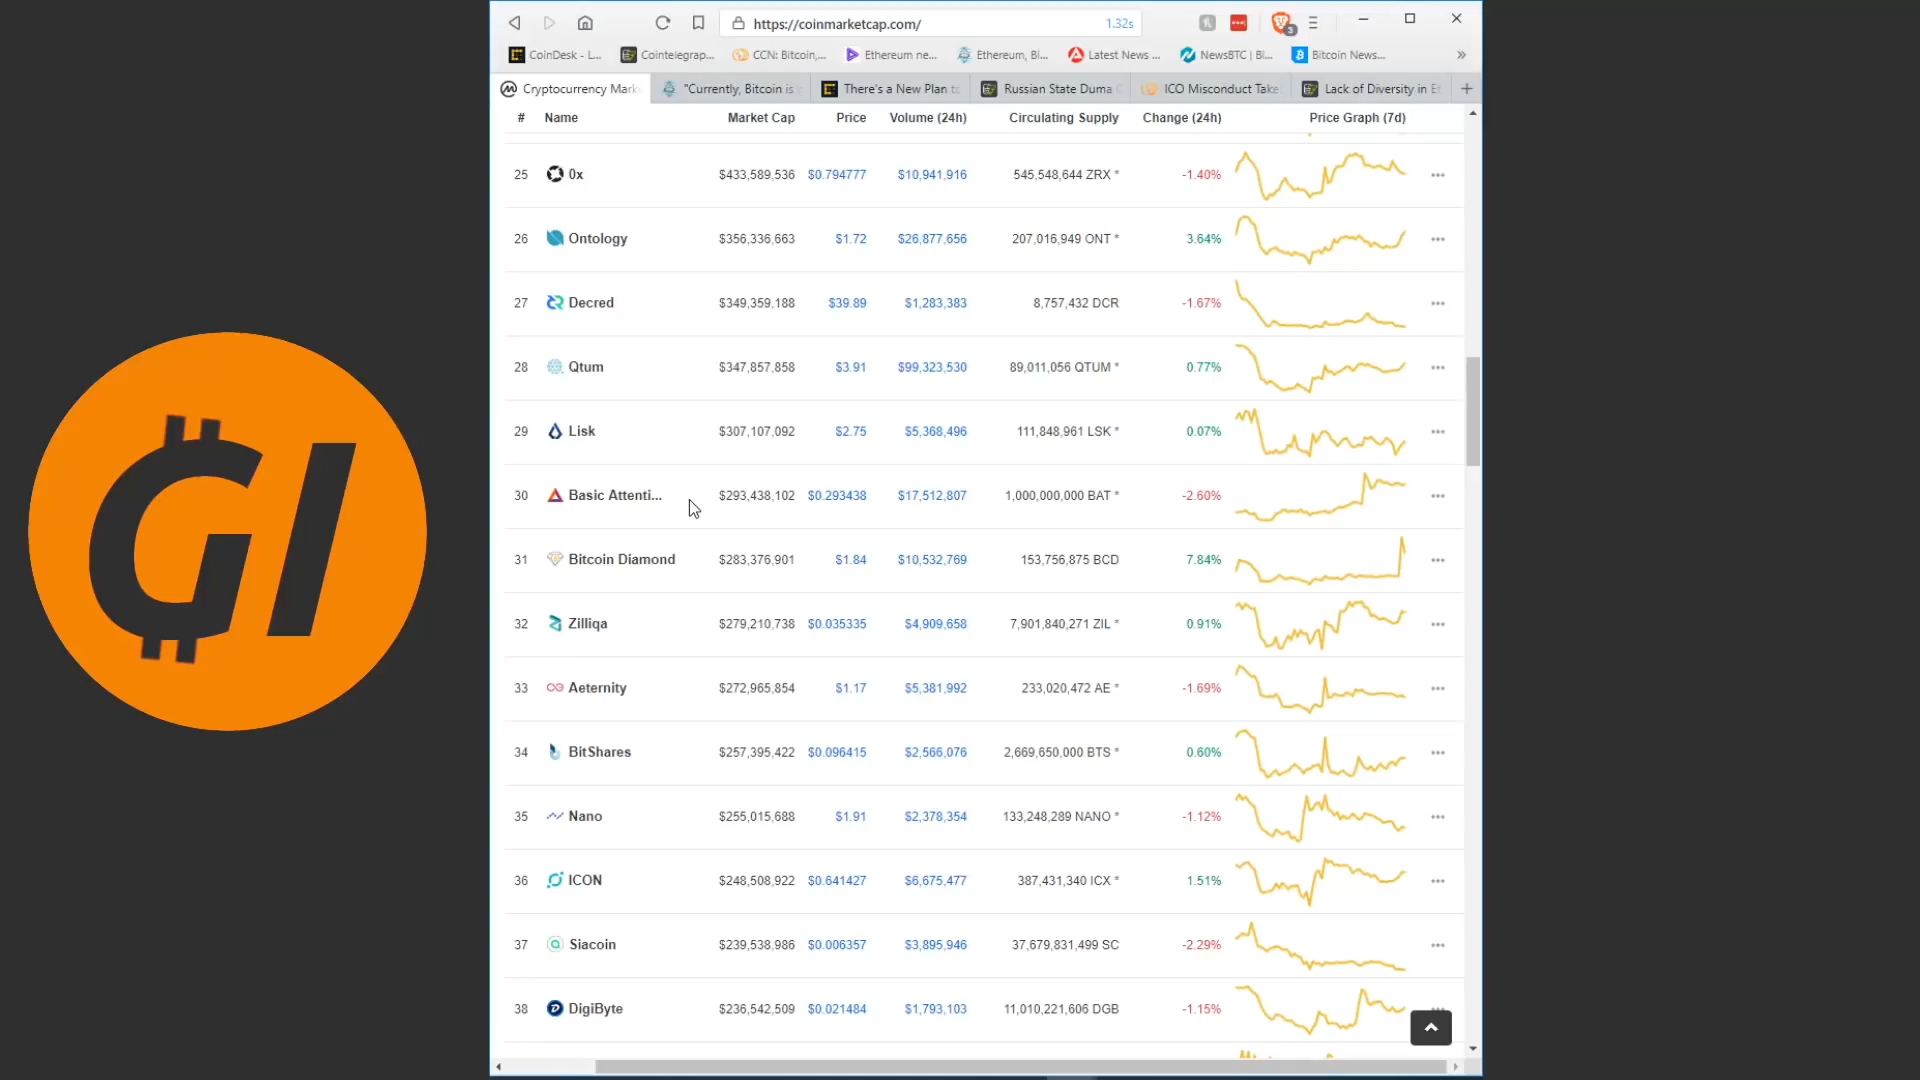 https://coinmarketcap.com/ 1.32s 3
CoinDesk - L... Cointelegrap... CCN: Bitcoin,... Ethereum ne... Ethereum, Bi... Latest News ... NewsBTC | Bi... Bitcoin News...
Cryptocurrency Mark "Currently, Bitcoin is There's a New Plan to Russian State Duma ICO Misconduct Take Lack of Diversity in
# Name Market Cap Price Volume (24h) Circulating Supply Change (24h) Price Graph (7d)
25 0x $433,589,536 $0.794777 $10,941,916 545,548,644 ZRX * -1.40%
26 Ontology $356,336,663 $1.72 $26,877,656 207,016,949 ONT * 3.64%
27 Decred $349,359,188 $39.89 $1,283,383 8,757,432 DCR -1.67%
28 Qtum $347,857,858 $3.91 $99,323,530 89,011,056 QTUM * 0.77%
29 Lisk $307,107,092 $2.75 $5,368,496 111,848,961 LSK * 0.07%
30 Basic Attenti... $293,438,102 $0.293438 $17,512,807 1,000,000,000 BAT * -2.60%
31 Bitcoin Diamond $283,376,901 $1.84 $10,532,769 153,756,875 BCD 7.84%
32 Zilliqa $279,210,738 $0.035335 $4,909,658 7,901,840,271 ZIL * 0.91%
33 Aeternity $272,965,854 $1.17 $5,381,992 233,020,472 AE * -1.69%
34 BitShares $257,395,422 $0.096415 $2,566,076 2,669,650,000 BTS * 0.60%
35 Nano $255,015,688 $1.91 $2,378,354 133,248,289 NANO * -1.12%
36 ICON $248,508,922 $0.641427 $6,675,477 387,431,340 ICX * 1.51%
37 Siacoin $239,538,986 $0.006357 $3,895,946 37,679,831,499 SC -2.29%
38 DigiByte $236,542,509 $0.021484 $1,793,103 11,010,221,606 DGB -1.15%
GI